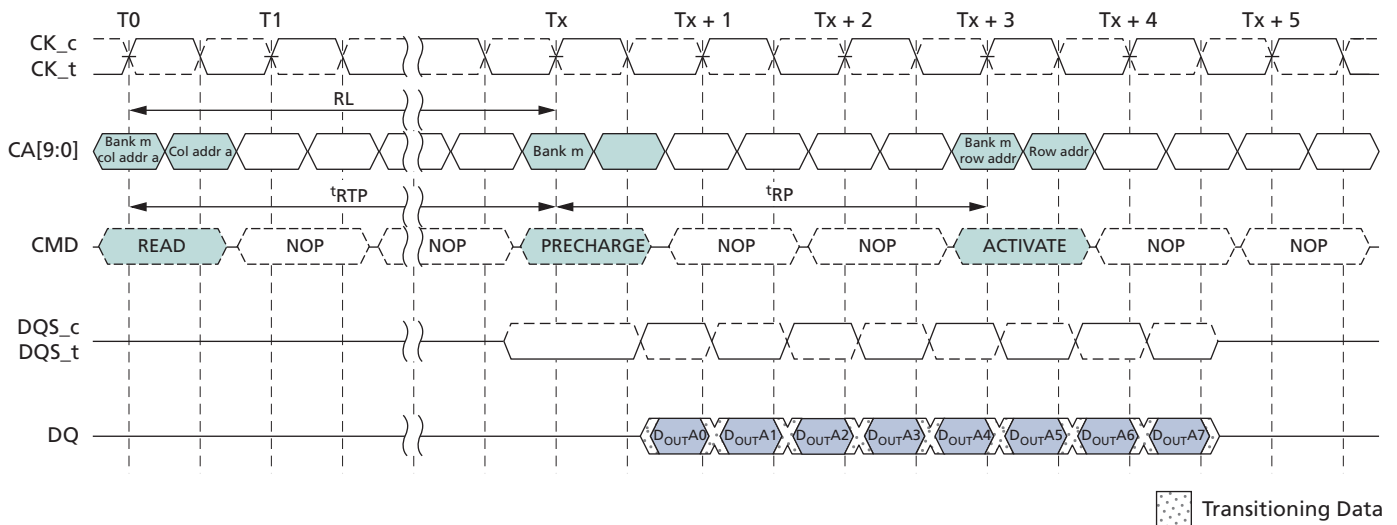 T0 T1 Tx Tx + 1 Tx + 2 Tx + 3 Tx + 4 Tx + 5
CK_c
CK_t
RL
CA[9:0] Bank m col addr a Col addr a Bank m Bank m row addr Row addr
tRTP tRP
CMD READ NOP NOP PRECHARGE NOP NOP ACTIVATE NOP NOP
DQS_c
DQS_t
DQ DOUTA0 DOUTA1 DOUTA2 DOUTA3 DOUTA4 DOUTA5 DOUTA6 DOUTA7
Transitioning Data